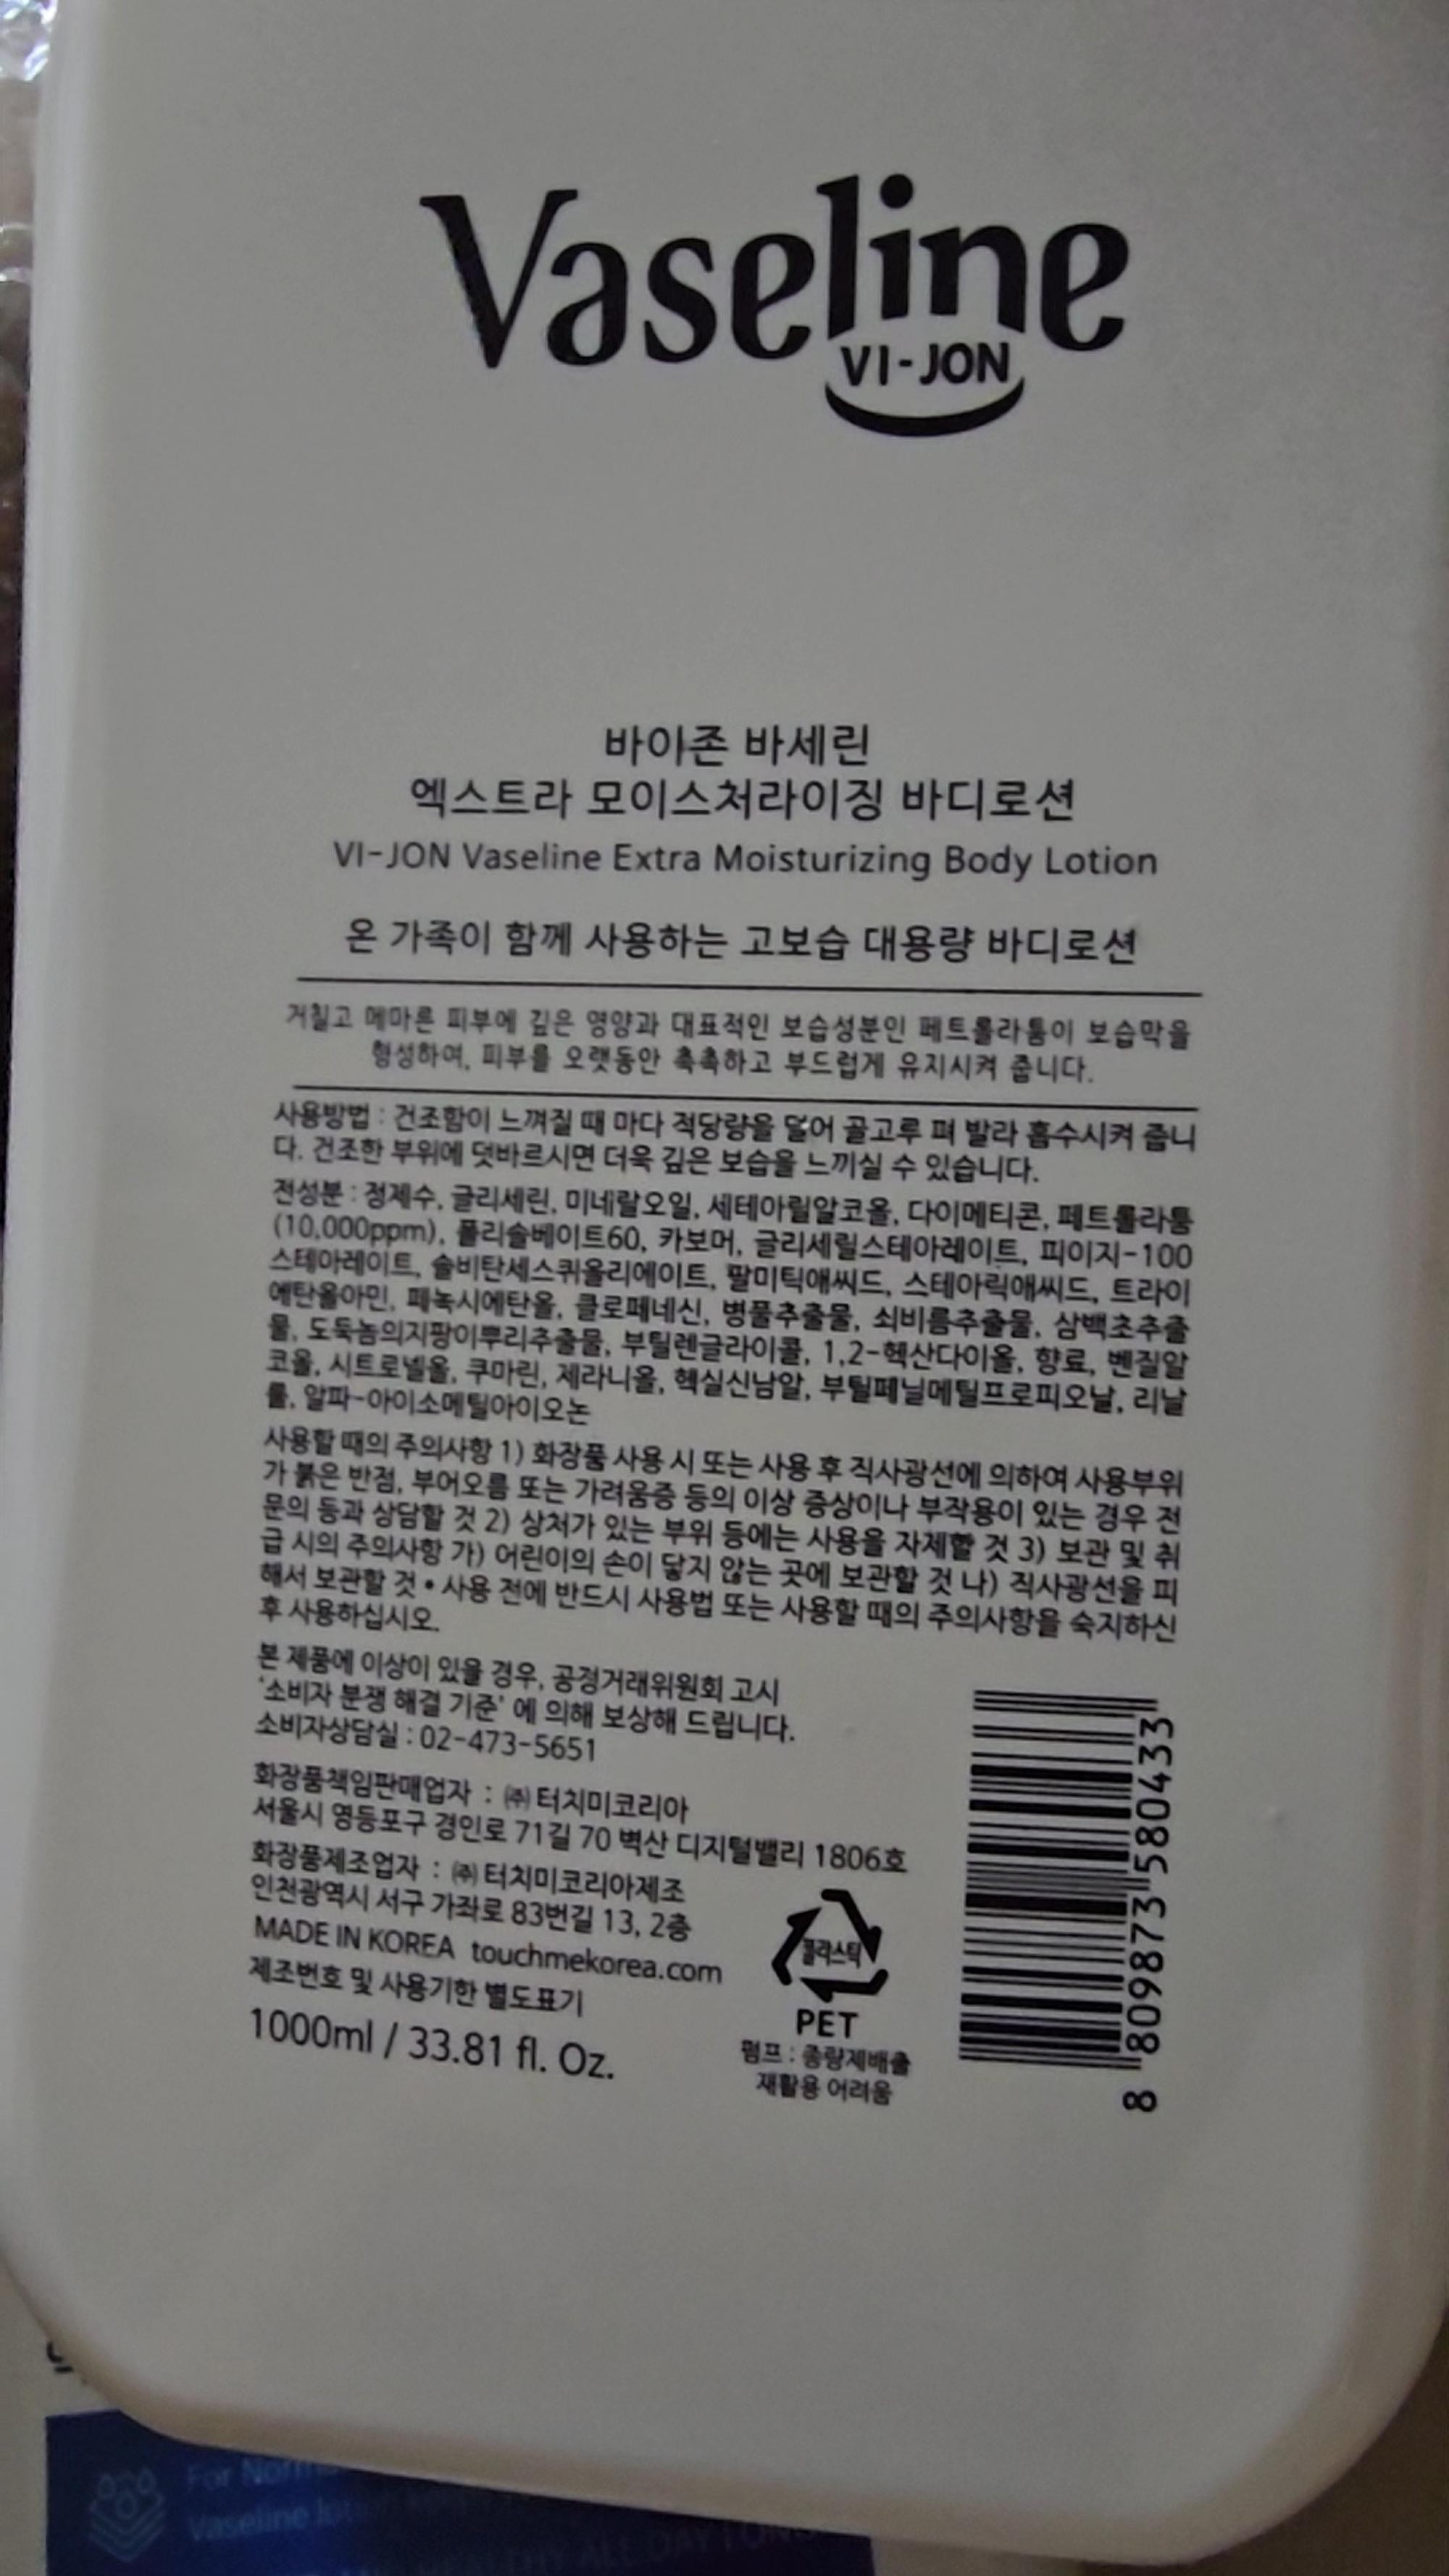 Vaseline
VI-JON
바이존 바세린
엑스트라 모이스처라이징 바디로션
VI-JON Vaseline Extra Moisturizing Body Lotion
온 가족이 함께 사용하는 고보습 대용량 바디로션
거칠고 메마른 피부에 깊은 영양과 대표적인 보습성분인 페트롤라툼이 보습막을
형성하여, 피부를 오랫동안 촉촉하고 부드럽게 유지시켜 줍니다.
사용방법 : 건조함이 느껴질 때 마다 적당량을 덜어 골고루 펴 발라 흡수시켜 줍니
다. 건조한 부위에 덧바르시면 더욱 깊은 보습을 느끼실 수 있습니다.
전성분 : 정제수, 글리세린, 미네랄오일, 세테아릴알코올, 다이메티콘, 페트롤라툼
(10,000ppm), 폴리솔베이트60, 카보머, 글리세릴스테아레이트, 피이지-100
스테아레이트, 솔비탄세스퀴올리에이트, 팔미틱애씨드, 스테아릭애씨드, 트라이
에탄올아민, 페녹시에탄올, 클로페네신, 병풀추출물, 쇠비름추출물, 삼백초추출
물, 도둑놈의지팡이뿌리추출물, 부틸렌글라이콜, 1,2-헥산다이올, 향료, 벤질알
코올, 시트로넬올, 쿠마린, 제라니올, 헥실신남알, 부틸페닐메틸프로피오날, 리날
룰, 알파-아이소메틸아이오논
사용할 때의 주의사항 1) 화장품 사용 시 또는 사용 후 직사광선에 의하여 사용부위
가 붉은 반점, 부어오름 또는 가려움증 등의 이상 증상이나 부작용이 있는 경우 전
문의 등과 상담할 것 2) 상처가 있는 부위 등에는 사용을 자제할 것 3) 보관 및 취
급 시의 주의사항 가) 어린이의 손이 닿지 않는 곳에 보관할 것 나) 직사광선을 피
해서 보관할 것 • 사용 전에 반드시 사용법 또는 사용할 때의 주의사항을 숙지하신
후 사용하십시오.
본 제품에 이상이 있을 경우, 공정거래위원회 고시
'소비자 분쟁 해결 기준' 에 의해 보상해 드립니다.
소비자상담실 : 02-473-5651
화장품책임판매업자 : ㈜터치미코리아
서울시 영등포구 경인로 71길 70 벽산 디지털밸리 1806호
화장품제조업자 : ㈜터치미코리아제조
인천광역시 서구 가좌로 83번길 13, 2층
MADE IN KOREA touchmekorea.com
제조번호 및 사용기한 별도표기
1000ml / 33.81 fl. Oz.
플라스틱
PET
펌프 : 종량제배출
재활용 어려움
8 809873 580433
For
Vaseline
ALL DAY